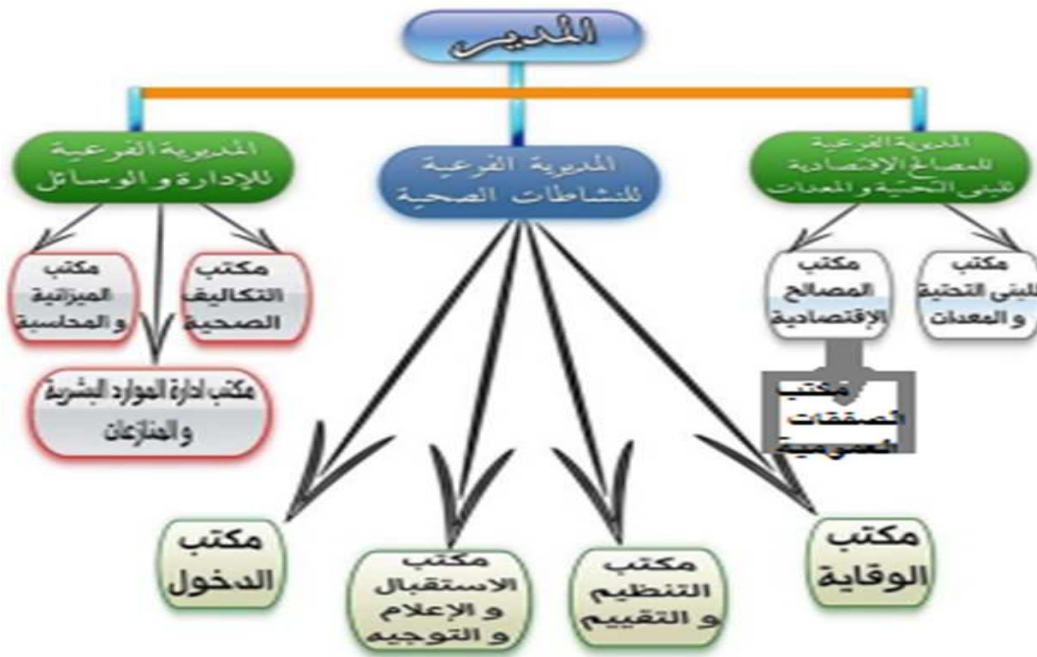 المدير
المديرية الفرعية
للمصالح الإقتصادية
للبنى التحتية و المعدات
المديرية الفرعية
للنشاطات الصحية
المديرية الفرعية
للإدارة و الوسائل
مكتب
للبنى التحتية
و المعدات
مكتب
المصالح
الإقتصادية
مكتب
الصفقات
العمومية
مكتب
التكاليف
الصحية
مكتب
الميزانية
و المحاسبة
مكتب ادارة الموارد البشرية
و المنازعات
مكتب
الوقاية
مكتب
التنظيم
و التقييم
مكتب
الاستقبال
و الإعلام
و التوجيه
مكتب
الدخول